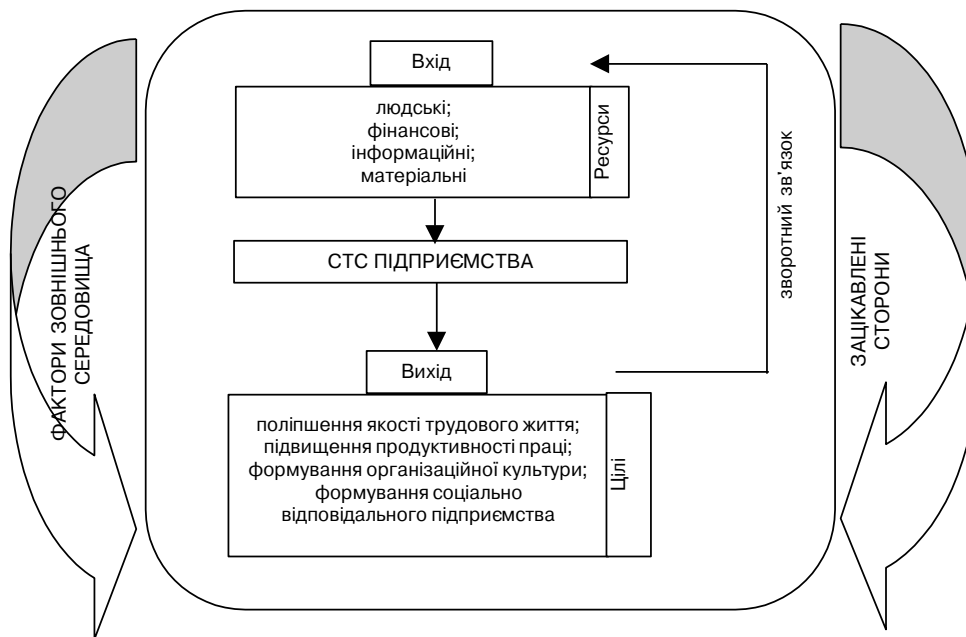 Вхід
людські;
фінансові;
інформаційні;
матеріальні
Ресурси
СТС ПІДПРИЄМСТВА
Вихід
поліпшення якості трудового життя;
підвищення продуктивності праці;
формування організаційної культури;
формування соціально
відповідального підприємства
Цілі
зворотний зв'язок
ФАКТОРИ ЗОВНІШНЬОГО
СЕРЕДОВИЩА
ЗАЦІКАВЛЕНІ
СТОРОНИ